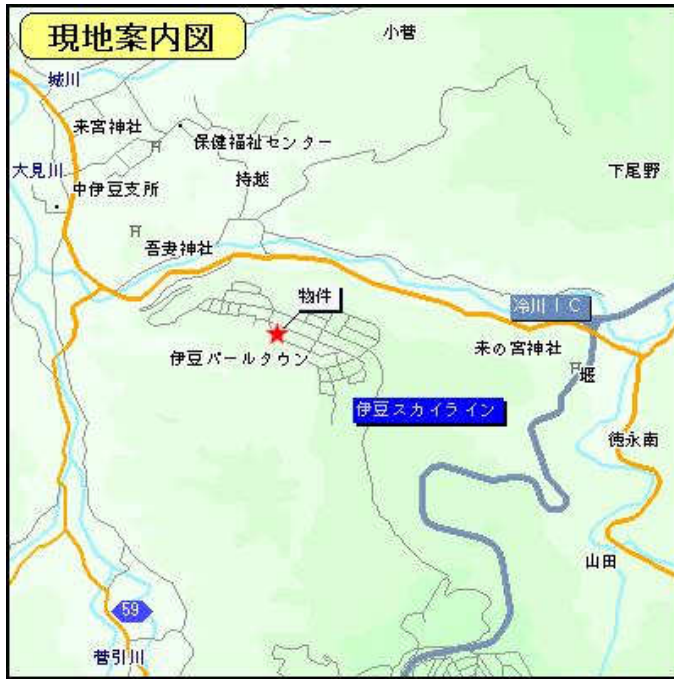 現地案内図
小菅
城川
来宮神社
保健福祉センター
大見川
中伊豆支所
持越
下尾野
吾妻神社
物件
冷川IC
伊豆パールタウン
来の宮神社
堰
伊豆スカイライン
徳永南
山田
59
菅引川